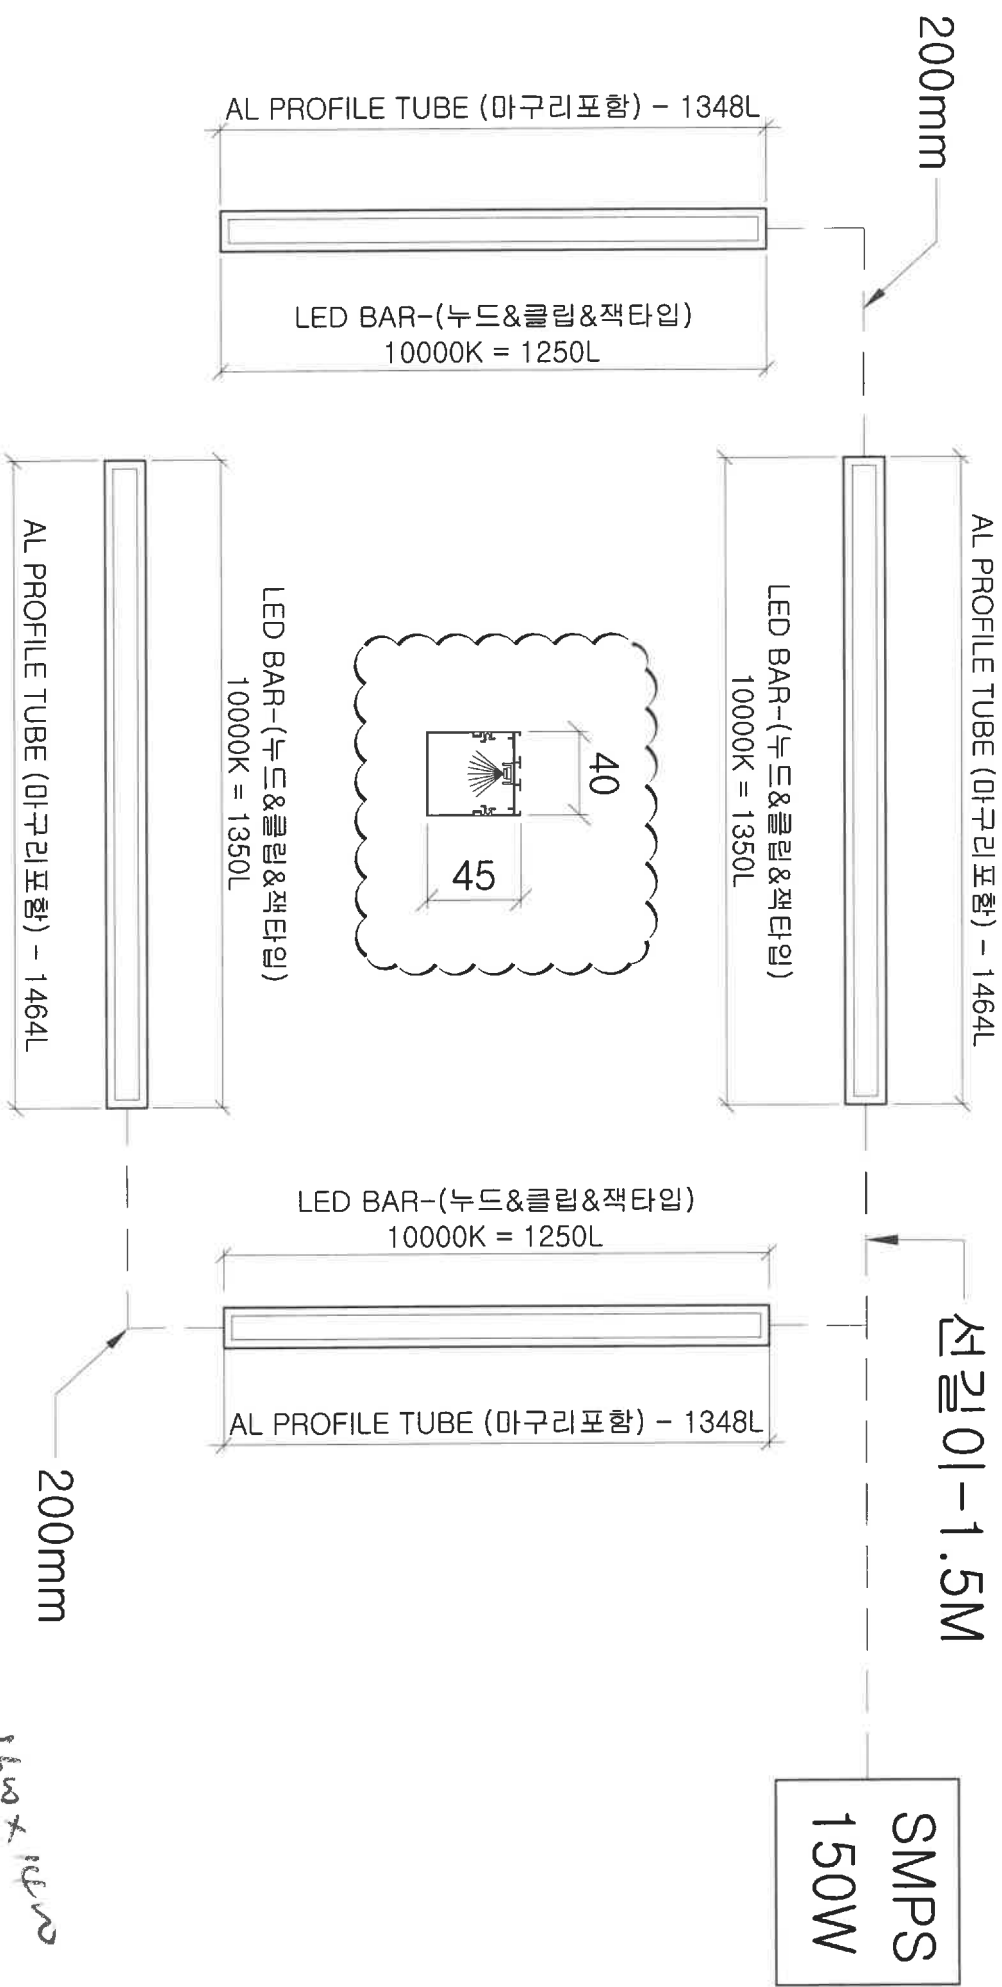 200mm
AL PROFILE TUBE (마구리포함) - 1348L
LED BAR-(누드&클립&잭타입)
10000K = 1250L
AL PROFILE TUBE (마구리포함) - 1464L
LED BAR-(누드&클립&잭타입)
10000K = 1350L
40
45
LED BAR-(누드&클립&잭타입)
10000K = 1350L
AL PROFILE TUBE (마구리포함) - 1464L
LED BAR-(누드&클립&잭타입)
10000K = 1250L
AL PROFILE TUBE (마구리포함) - 1348L
선길이-1.5M
200mm
SMPS
150W